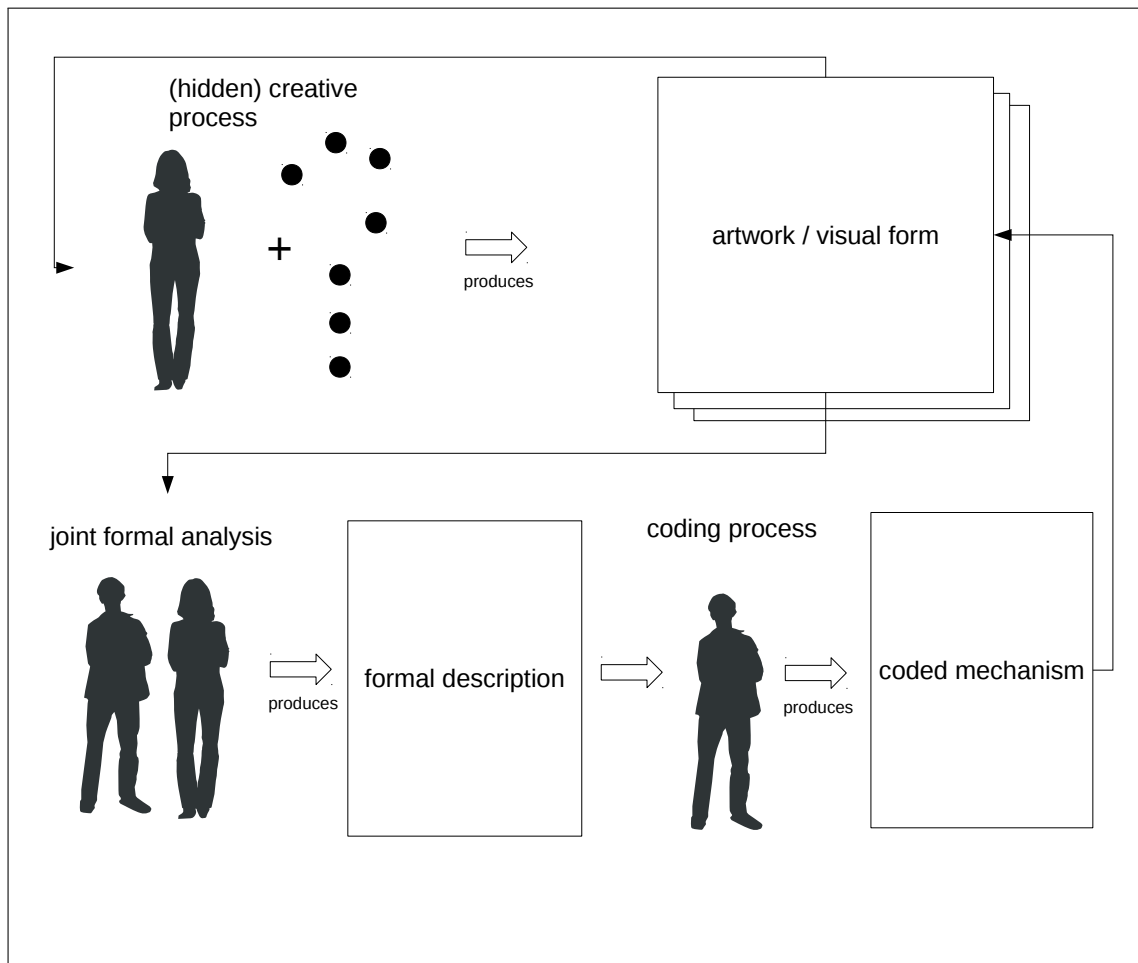 (hidden) creative
process
+
produces
artwork / visual form
joint formal analysis
produces
formal description
coding process
produces
coded mechanism